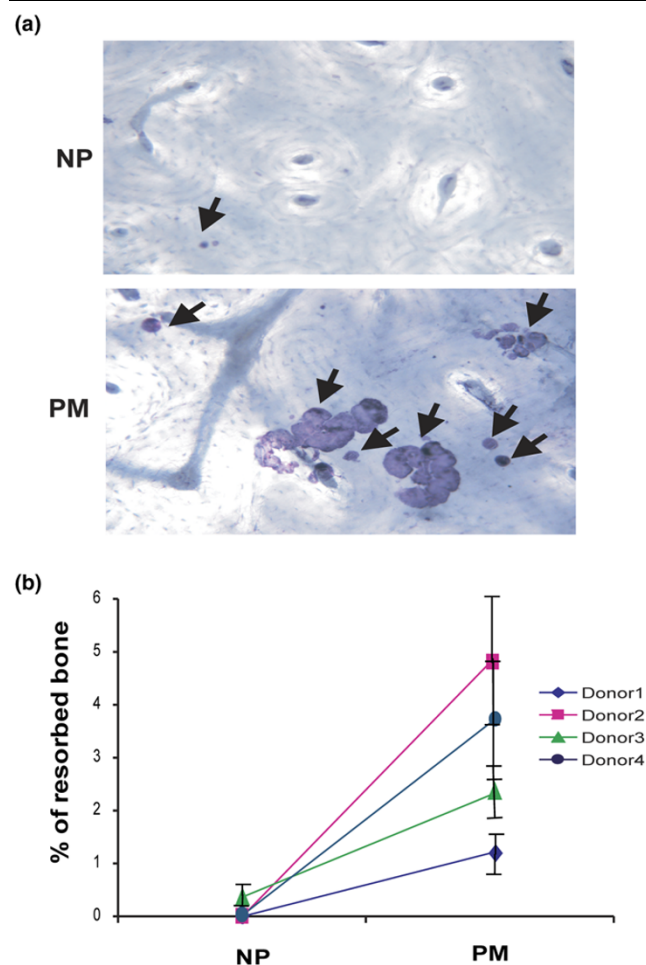 (a)
NP
PM
(b)
% of resorbed bone
6
5
4
3
2
1
0
NP
PM
Donor1
Donor2
Donor3
Donor4